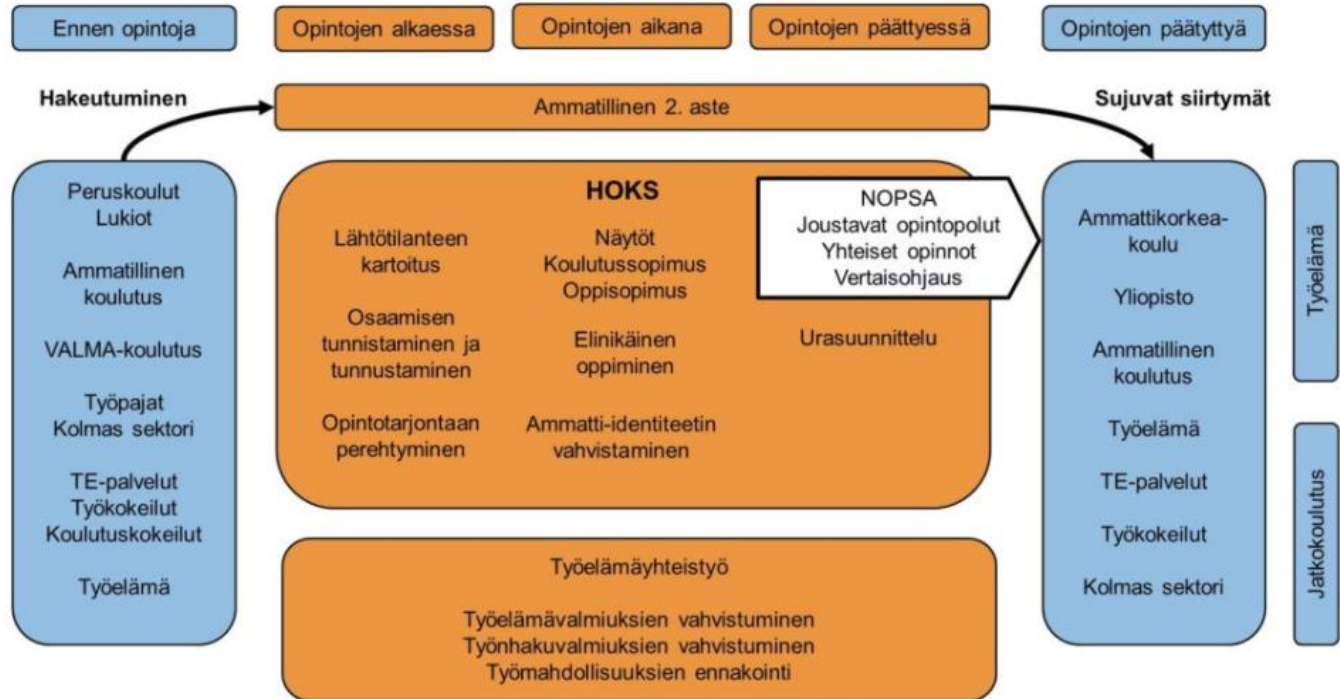 Ennen opintoja
Opintojen alkaessa
Opintojen aikana
Opintojen päättyessä
Opintojen päätyttyä
Hakeutuminen
Ammatillinen 2. aste
Sujuvat siirtymät
Peruskoulut
Lukiot
Ammatillinen
koulutus
VALMA-koulutus
Työpajat
Kolmas sektori
TE-palvelut
Työkokeilut
Koulutuskokeilut
Työelämä
HOKS
Lähtötilanteen
kartoitus
Osaamisen
tunnistaminen ja
tunnustaminen
Opintotarjontaan
perehtyminen
Näytöt
Koulutussopimus
Oppisopimus
Elinikäinen
oppiminen
Ammatti-identiteetin
vahvistaminen
NOPSA
Joustavat opintopolut
Yhteiset opinnot
Vertaisohjaus
Urasuunnittelu
Työelämäyhteistyö
Työelämävalmiuksien vahvistuminen
Työnhakuvalmiuksien vahvistuminen
Työmahdollisuuksien ennakointi
Ammattikorkea-
koulu
Yliopisto
Ammatillinen
koulutus
Työelämä
TE-palvelut
Työkokeilut
Kolmas sektori
Työelämä
Jatkokoulutus